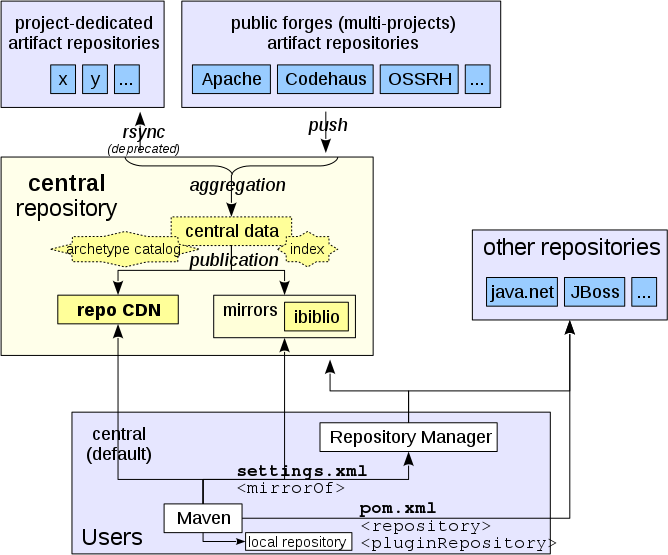 project-dedicated
artifact repositories
x y ...
public forges (multi-projects)
artifact repositories
Apache Codehaus OSSRH ...
rsync
(deprecated)
push
central
repository
aggregation
central data
archetype catalog
index
publication
repo CDN
mirrors
ibiblio
other repositories
java.net JBoss ...
central
(default)
Repository Manager
settings.xml
<mirrorOf>
Maven
pom.xml
<repository>
<pluginRepository>
Users
local repository